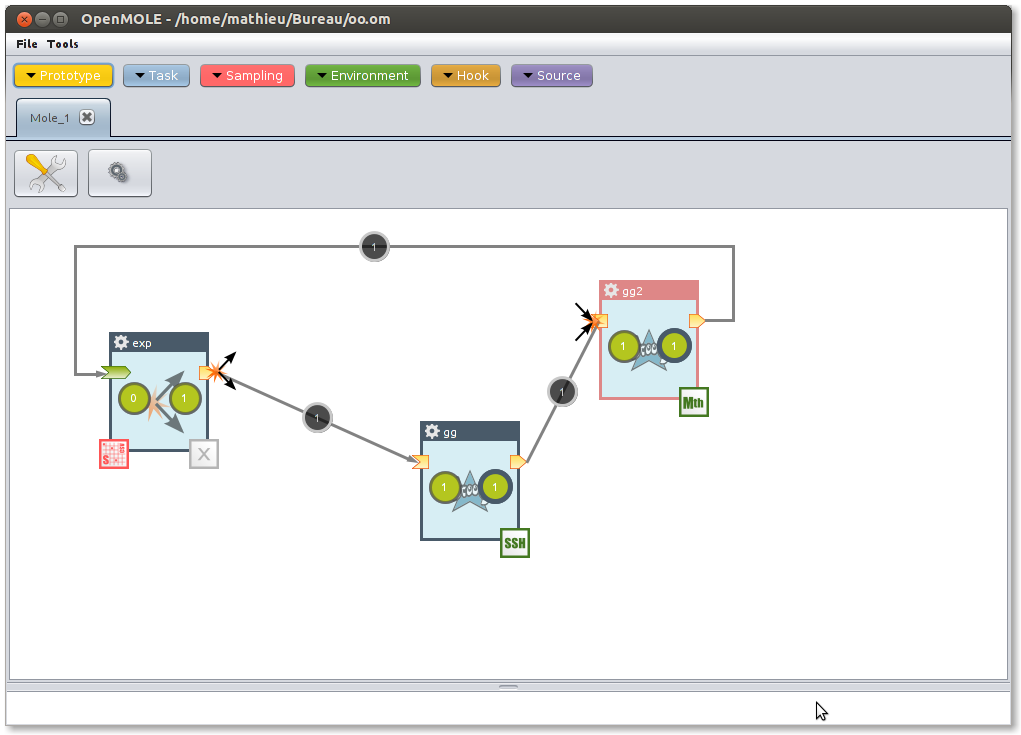 OpenMOLE - /home/mathieu/Bureau/oo.om
File Tools
Prototype Task Sampling Environment Hook Source
Mole_1
1
gg2
1 1
Mth
exp
0 1
S
X
1
1
gg
1 1
SSH